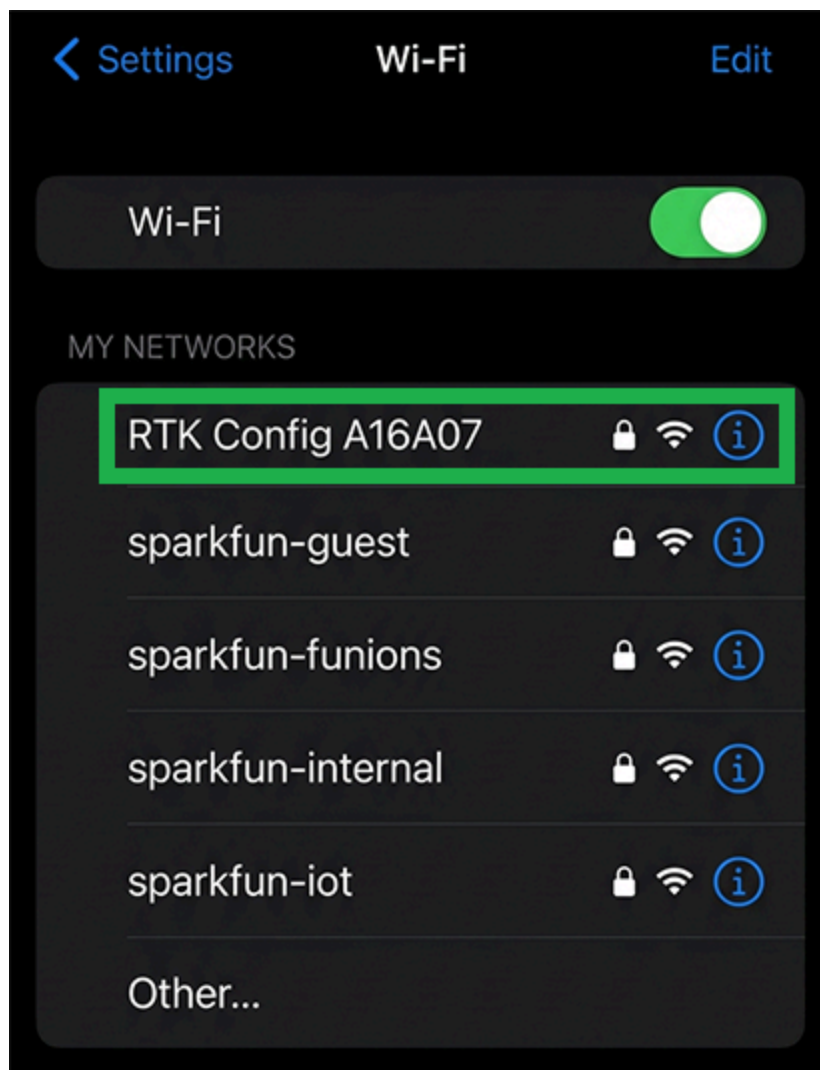 Settings Wi-Fi Edit
Wi-Fi
MY NETWORKS
RTK Config A16A07
sparkfun-guest
sparkfun-funions
sparkfun-internal
sparkfun-iot
Other...